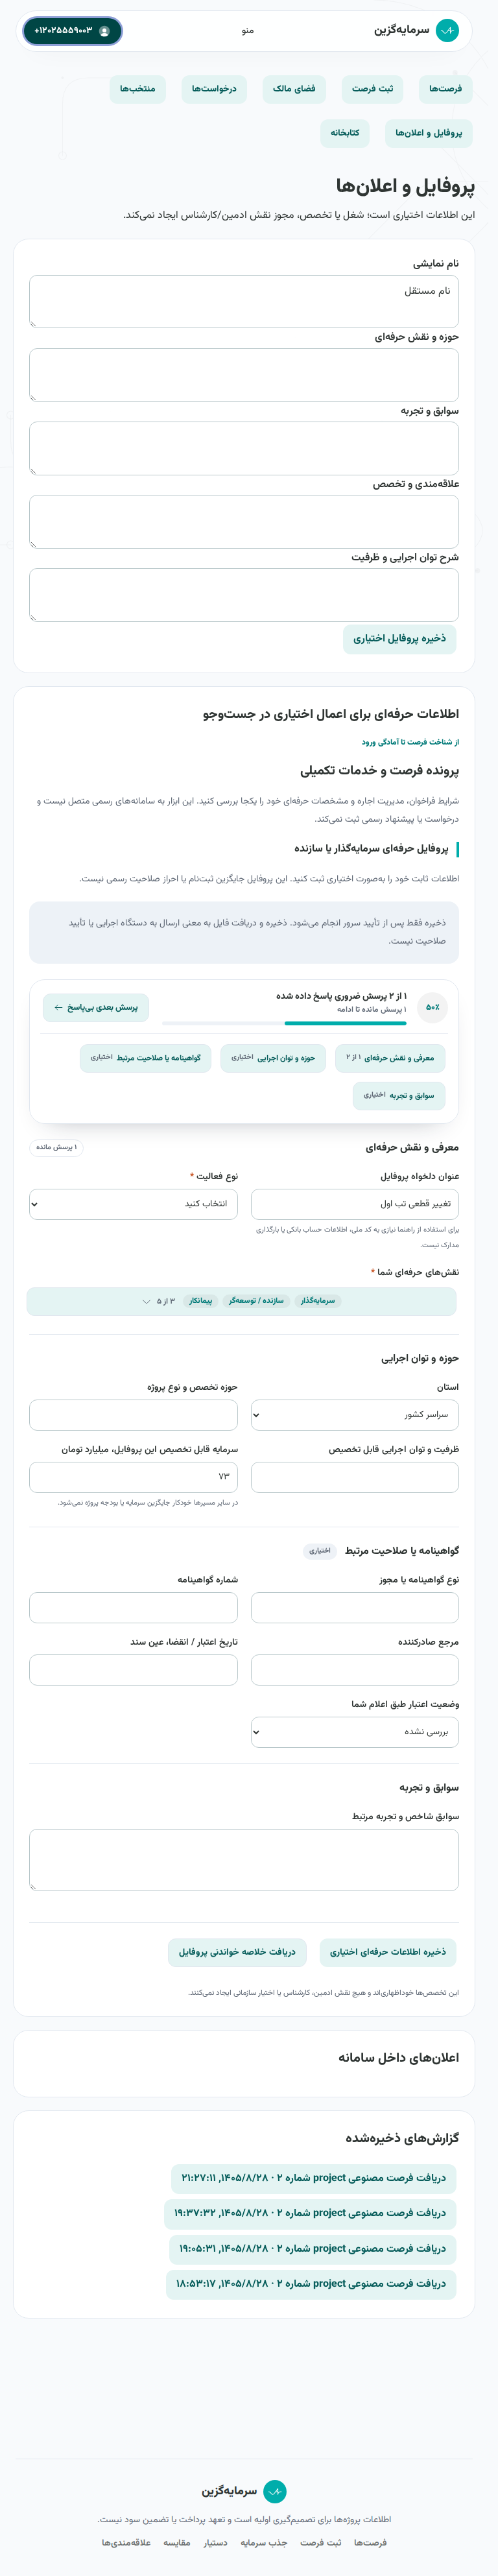 سرمایه‌گزین
منو
+۱۲۰۲۵۵۵۹۰۰۳
فرصت‌ها
ثبت فرصت
فضای مالک
درخواست‌ها
منتخب‌ها
پروفایل و اعلان‌ها
کتابخانه
پروفایل و اعلان‌ها
این اطلاعات اختیاری است؛ شغل یا تخصص، مجوز نقش ادمین/کارشناس ایجاد نمی‌کند.
نام نمایشی
نام مستقل
حوزه و نقش حرفه‌ای
سوابق و تجربه
علاقه‌مندی و تخصص
شرح توان اجرایی و ظرفیت
ذخیره پروفایل اختیاری
اطلاعات حرفه‌ای برای اعمال اختیاری در جست‌وجو
از شناخت فرصت تا آمادگی ورود
پرونده فرصت و خدمات تکمیلی
شرایط فراخوان، مدیریت اجاره و مشخصات حرفه‌ای خود را یکجا بررسی کنید. این ابزار به سامانه‌های رسمی متصل نیست و
درخواست یا پیشنهاد رسمی ثبت نمی‌کند.
پروفایل حرفه‌ای سرمایه‌گذار یا سازنده
اطلاعات ثابت خود را به‌صورت اختیاری ثبت کنید. این پروفایل جایگزین ثبت‌نام یا احراز صلاحیت رسمی نیست.
ذخیره فقط پس از تأیید سرور انجام می‌شود. ذخیره و دریافت فایل به معنی ارسال به دستگاه اجرایی یا تأیید
صلاحیت نیست.
۵۰٪
۱ از ۲ پرسش ضروری پاسخ داده شده
۱ پرسش مانده تا ادامه
پرسش بعدی بی‌پاسخ ←
معرفی و نقش حرفه‌ای ۱ از ۲
حوزه و توان اجرایی اختیاری
گواهینامه یا صلاحیت مرتبط اختیاری
سوابق و تجربه اختیاری
معرفی و نقش حرفه‌ای
۱ پرسش مانده
عنوان دلخواه پروفایل
نوع فعالیت *
تغییر قطعی تب اول
انتخاب کنید
برای استفاده از راهنما نیازی به کد ملی، اطلاعات حساب بانکی یا بارگذاری
مدارک نیست.
نقش‌های حرفه‌ای شما *
سرمایه‌گذار
سازنده / توسعه‌گر
پیمانکار
۳ از ۵
حوزه و توان اجرایی
استان
حوزه تخصص و نوع پروژه
سراسر کشور
ظرفیت و توان اجرایی قابل تخصیص
سرمایه قابل تخصیص این پروفایل، میلیارد تومان
۷۳
در سایر مسیرها خودکار جایگزین سرمایه یا بودجه پروژه نمی‌شود.
گواهینامه یا صلاحیت مرتبط
اختیاری
نوع گواهینامه یا مجوز
شماره گواهینامه
مرجع صادرکننده
تاریخ اعتبار / انقضا، عین سند
وضعیت اعتبار طبق اعلام شما
بررسی نشده
سوابق و تجربه
سوابق شاخص و تجربه مرتبط
ذخیره اطلاعات حرفه‌ای اختیاری
دریافت خلاصه خواندنی پروفایل
این تخصص‌ها خوداظهاری‌اند و هیچ نقش ادمین، کارشناس یا اختیار سازمانی ایجاد نمی‌کنند.
اعلان‌های داخل سامانه
گزارش‌های ذخیره‌شده
دریافت فرصت مصنوعی project شماره ۲ · ۱۴۰۵/۸/۲۸, ۲۱:۲۷:۱۱
دریافت فرصت مصنوعی project شماره ۲ · ۱۴۰۵/۸/۲۸, ۱۹:۳۷:۳۲
دریافت فرصت مصنوعی project شماره ۲ · ۱۴۰۵/۸/۲۸, ۱۹:۰۵:۳۱
دریافت فرصت مصنوعی project شماره ۲ · ۱۴۰۵/۸/۲۸, ۱۸:۵۳:۱۷
سرمایه‌گزین
اطلاعات پروژه‌ها برای تصمیم‌گیری اولیه است و تعهد پرداخت یا تضمین سود نیست.
فرصت‌ها
ثبت فرصت
جذب سرمایه
دستیار
مقایسه
علاقه‌مندی‌ها